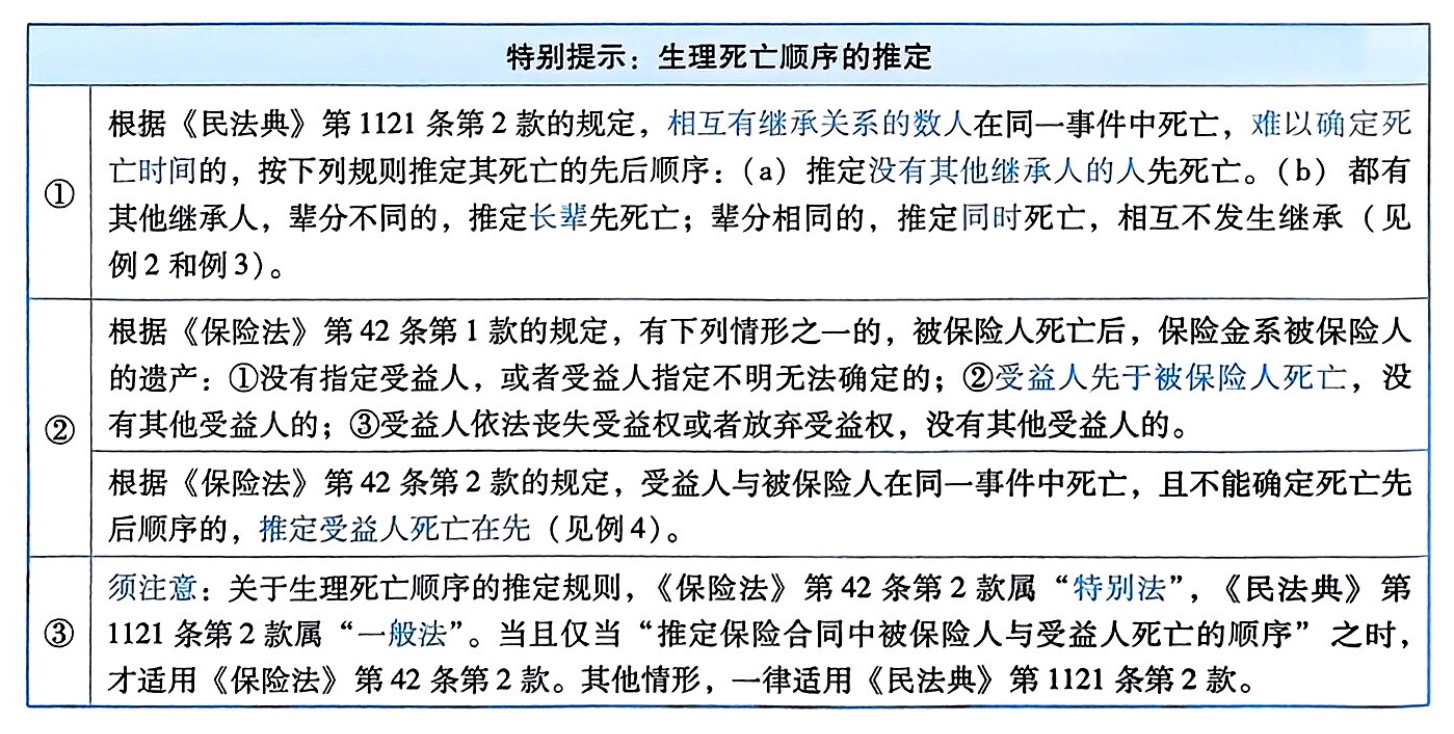 特别提示：生理死亡顺序的推定
①
根据《民法典》第1121条第2款的规定，相互有继承关系的数人在同一事件中死亡，难以确定死
亡时间的，按下列规则推定其死亡的先后顺序：（a）推定没有其他继承人的人先死亡。（b）都有
其他继承人，辈分不同的，推定长辈先死亡；辈分相同的，推定同时死亡，相互不发生继承（见
例2和例3）。
②
根据《保险法》第42条第1款的规定，有下列情形之一的，被保险人死亡后，保险金系被保险人
的遗产：①没有指定受益人，或者受益人指定不明无法确定的；②受益人先于被保险人死亡，没
有其他受益人的；③受益人依法丧失受益权或者放弃受益权，没有其他受益人的。
根据《保险法》第42条第2款的规定，受益人与被保险人在同一事件中死亡，且不能确定死亡先
后顺序的，推定受益人死亡在先（见例4）。
③
须注意：关于生理死亡顺序的推定规则，《保险法》第42条第2款属“特别法”，《民法典》第
1121条第2款属“一般法”。当且仅当“推定保险合同中被保险人与受益人死亡的顺序”之时，
才适用《保险法》第42条第2款。其他情形，一律适用《民法典》第1121条第2款。